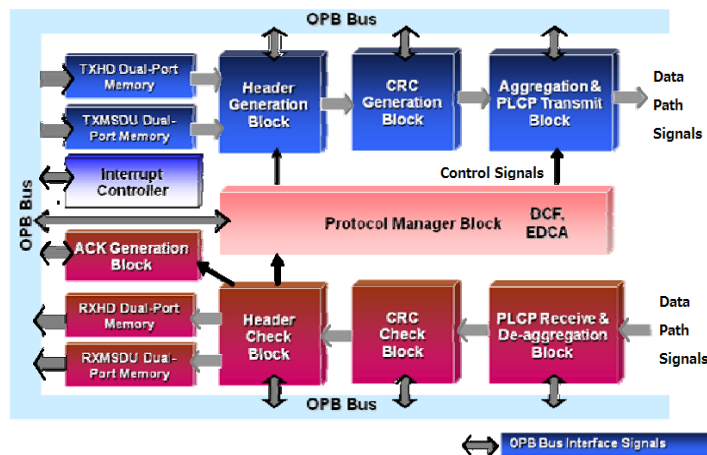 OPB Bus
TXHD Dual-Port
Memory
TXMSDU Dual-
Port Memory
Header
Generation
Block
CRC
Generation
Block
Aggregation &
PLCP Transmit
Block
Data
Path
Signals
Interrupt
Controller
Control Signals
OPB Bus
Protocol Manager Block
DCF,
EDCA
ACK Generation
Block
RXHD Dual-Port
Memory
RXMSDU Dual-
Port Memory
Header
Check
Block
CRC
Check
Block
PLCP Receive &
De-aggregation
Block
Data
Path
Signals
OPB Bus
OPB Bus Interface Signals